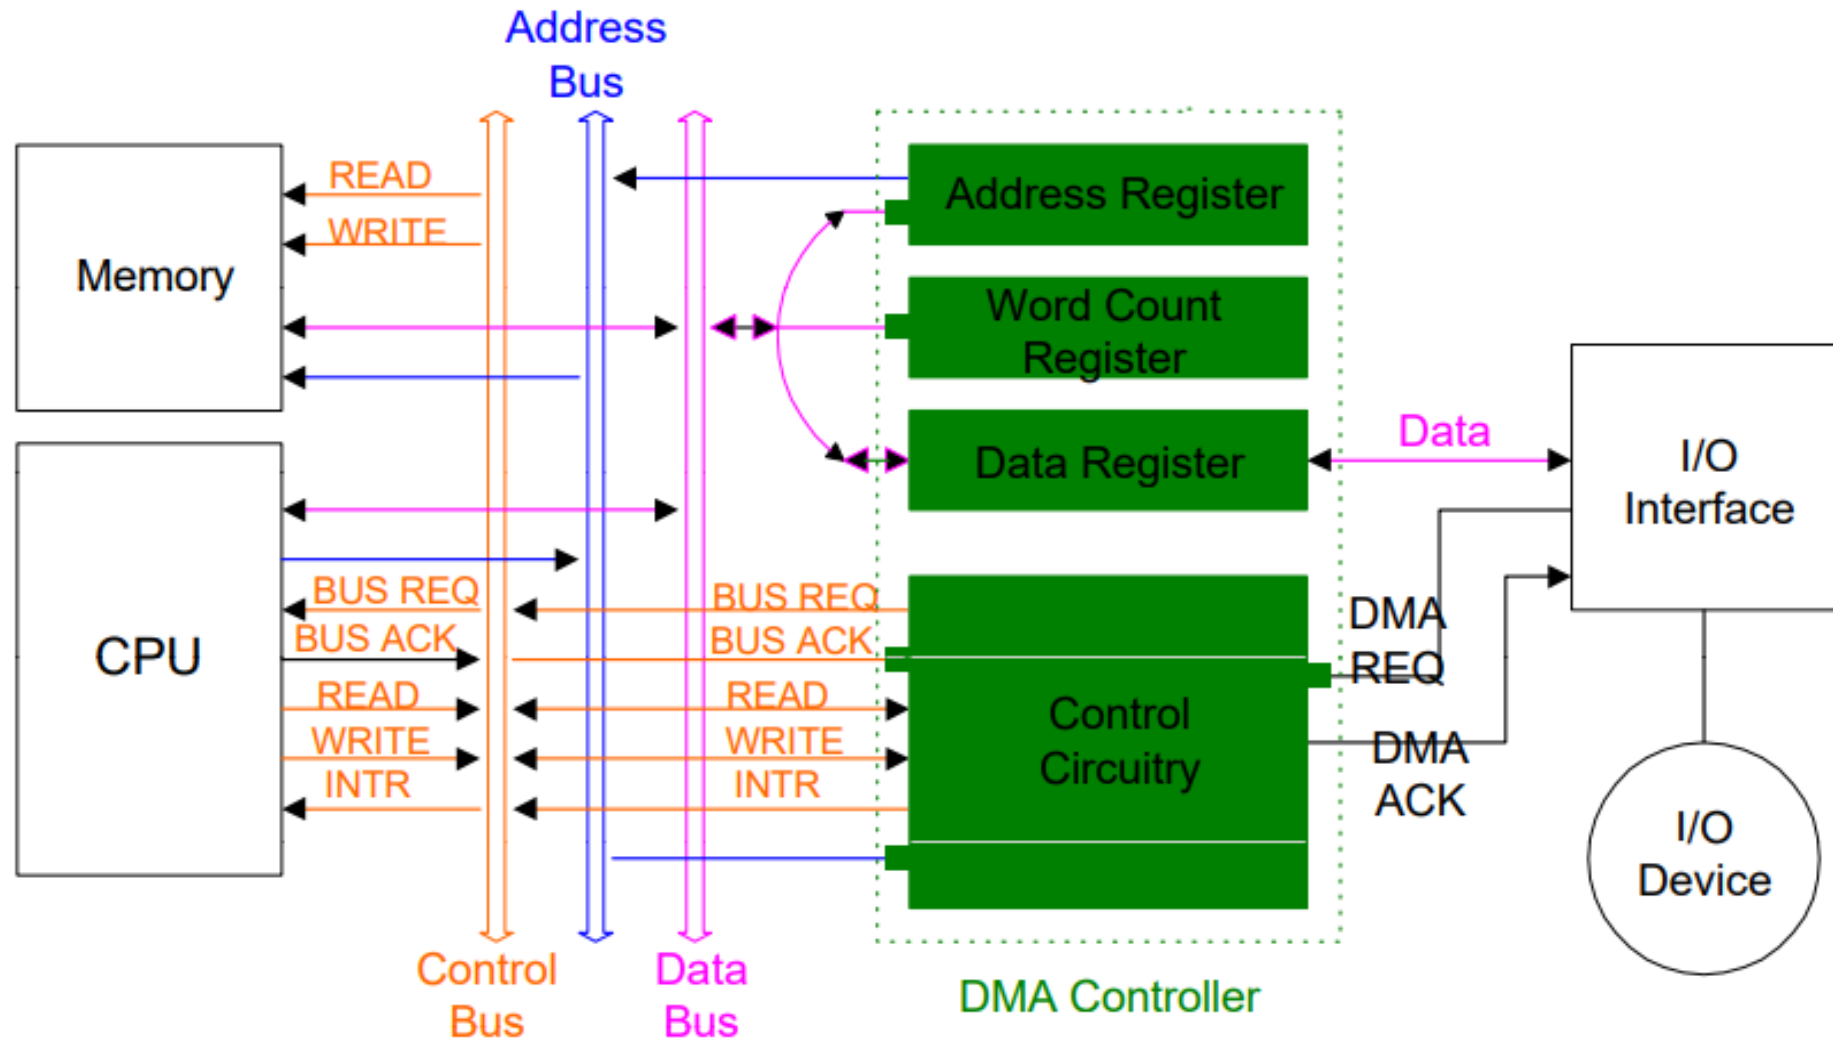 Address
Bus
READ
WRITE
Memory
Address Register
Word Count
Register
Data Register
Data
I/O
Interface
CPU
BUS REQ
BUS ACK
READ
WRITE
INTR
BUS REQ
BUS ACK
READ
WRITE
INTR
Control
Circuitry
DMA
REQ
DMA
ACK
I/O
Device
Control
Bus
Data
Bus
DMA Controller